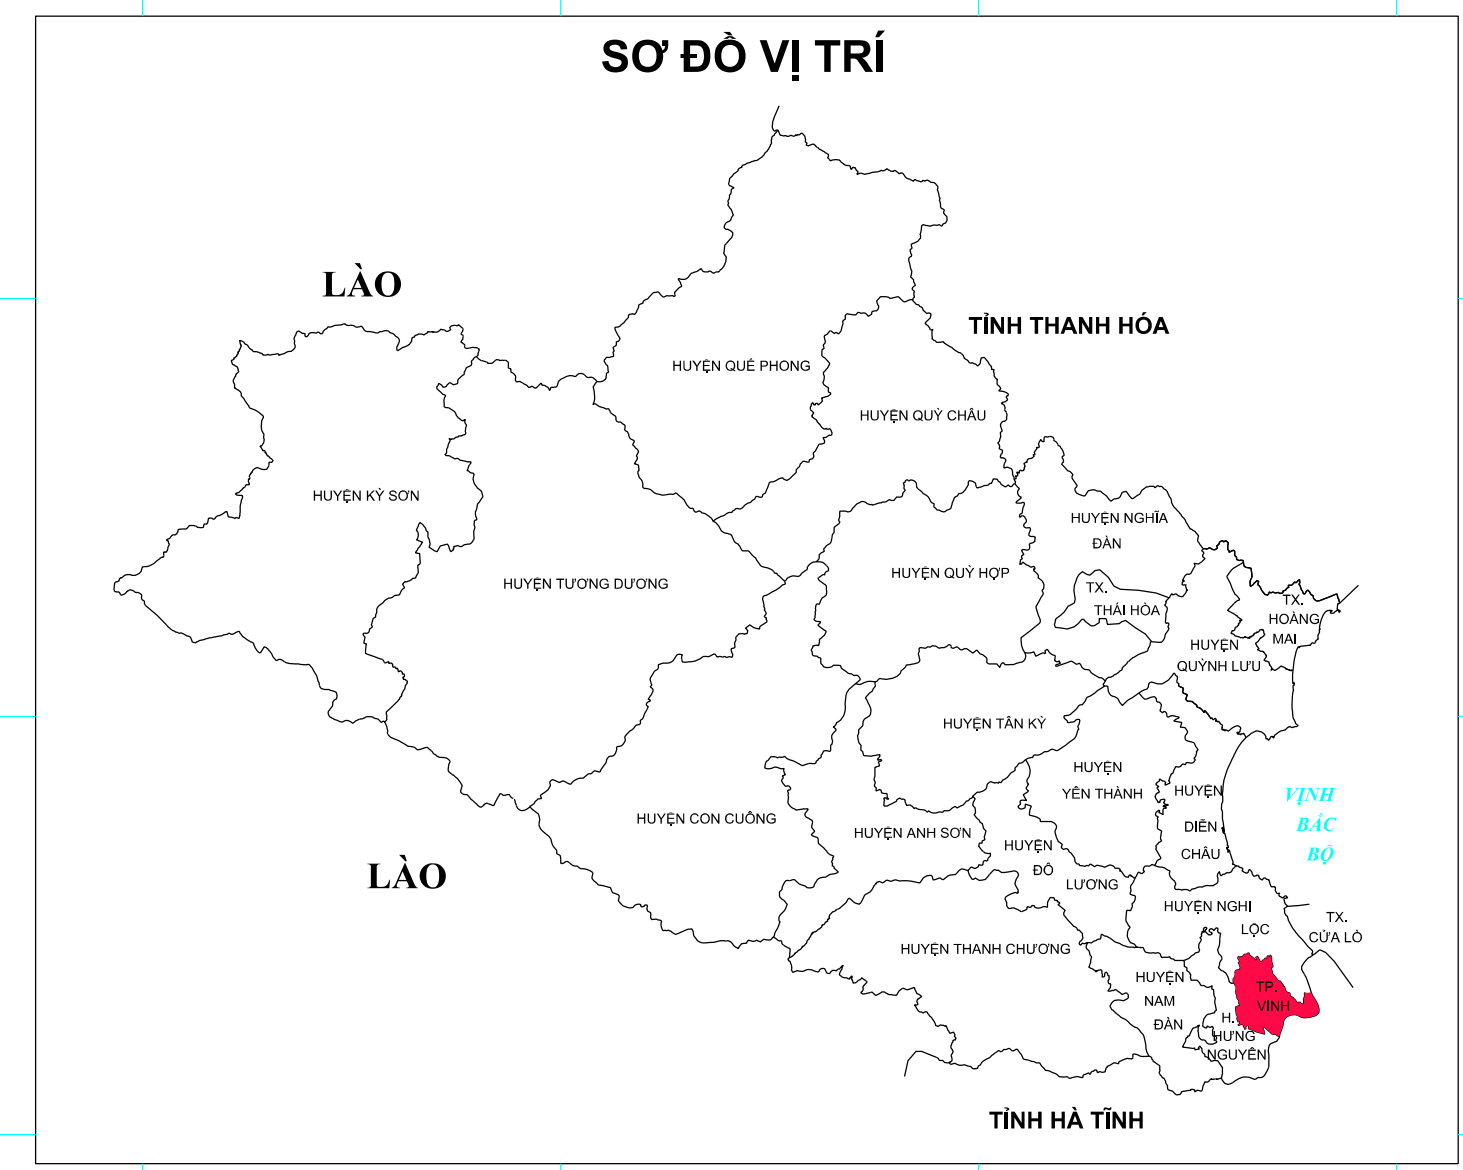 SƠ ĐỒ VỊ TRÍ
LÀO
TỈNH THANH HÓA
HUYỆN QUẾ PHONG
HUYỆN QUỲ CHÂU
HUYỆN KỲ SƠN
HUYỆN NGHĨA
ĐÀN
HUYỆN QUỲ HỢP
HUYỆN TƯƠNG DƯƠNG
TX.
THÁI HÒA
TX.
HOÀNG
MAI
HUYỆN
QUỲNH LƯU
HUYỆN TÂN KỲ
HUYỆN
YÊN THÀNH
HUYỆN
DIỄN
CHÂU
VỊNH
BẮC
BỘ
HUYỆN CON CUÔNG
HUYỆN ANH SƠN
HUYỆN
ĐÔ
LƯƠNG
LÀO
HUYỆN NGHI
LỘC
TX.
CỬA LÒ
HUYỆN THANH CHƯƠNG
HUYỆN
NAM
ĐÀN
TP.
VINH
H.
HƯNG
NGUYÊN
TỈNH HÀ TĨNH